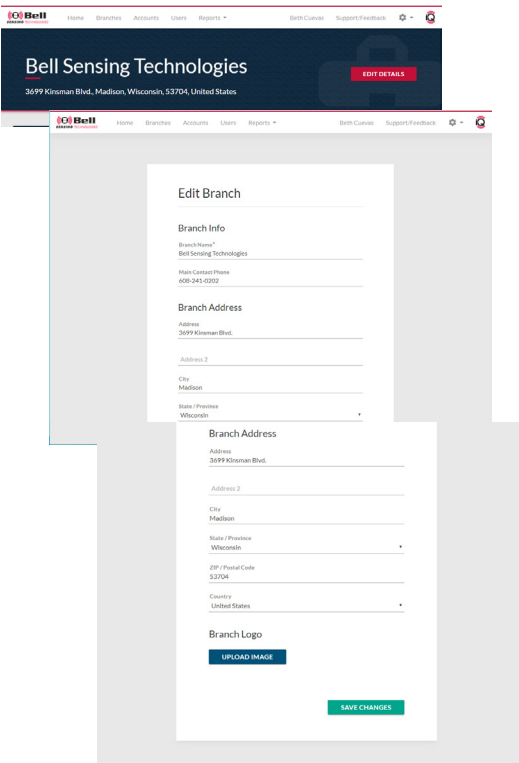 Bell
SENSING TECHNOLOGIES
Home Branches Accounts Users Reports Beth Cuevas Support/Feedback
Bell Sensing Technologies
EDIT DETAILS
3699 Kinsman Blvd., Madison, Wisconsin, 53704, United States
Bell
SENSING TECHNOLOGIES
Home Branches Accounts Users Reports Beth Cuevas Support/Feedback
Edit Branch
Branch Info
Branch Name*
Bell Sensing Technologies
Main Contact Phone
608-241-0202
Branch Address
Address
3699 Kinsman Blvd.
Address 2
City
Madison
State / Province
Wisconsin
Branch Address
Address
3699 Kinsman Blvd.
Address 2
City
Madison
State / Province
Wisconsin
ZIP / Postal Code
53704
Country
United States
Branch Logo
UPLOAD IMAGE
SAVE CHANGES